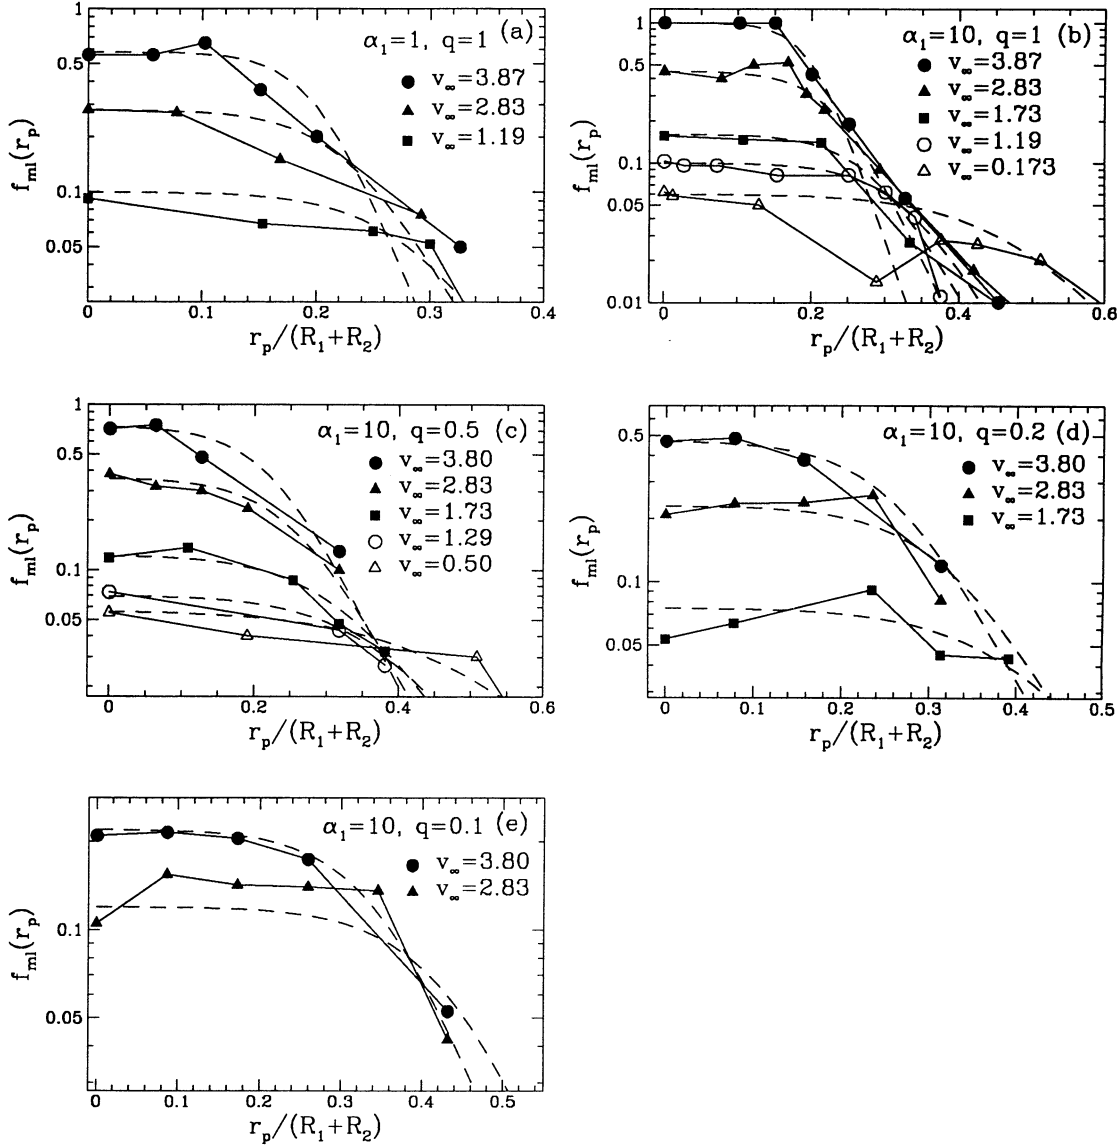 α₁=1, q=1 (a)
v∞=3.87
v∞=2.83
v∞=1.19
1
0.5
0.1
0.05
fml(rp)
0 0.1 0.2 0.3 0.4
rp/(R₁+R₂)
α₁=10, q=1 (b)
v∞=3.87
v∞=2.83
v∞=1.73
v∞=1.19
v∞=0.173
1
0.5
0.1
0.05
0.01
fml(rp)
0 0.2 0.4 0.6
rp/(R₁+R₂)
α₁=10, q=0.5 (c)
v∞=3.80
v∞=2.83
v∞=1.73
v∞=1.29
v∞=0.50
1
0.5
0.1
0.05
fml(rp)
0 0.2 0.4 0.6
rp/(R₁+R₂)
α₁=10, q=0.2 (d)
v∞=3.80
v∞=2.83
v∞=1.73
0.5
0.1
0.05
fml(rp)
0 0.1 0.2 0.3 0.4 0.5
rp/(R₁+R₂)
α₁=10, q=0.1 (e)
v∞=3.80
v∞=2.83
0.1
0.05
fml(rp)
0 0.1 0.2 0.3 0.4 0.5
rp/(R₁+R₂)